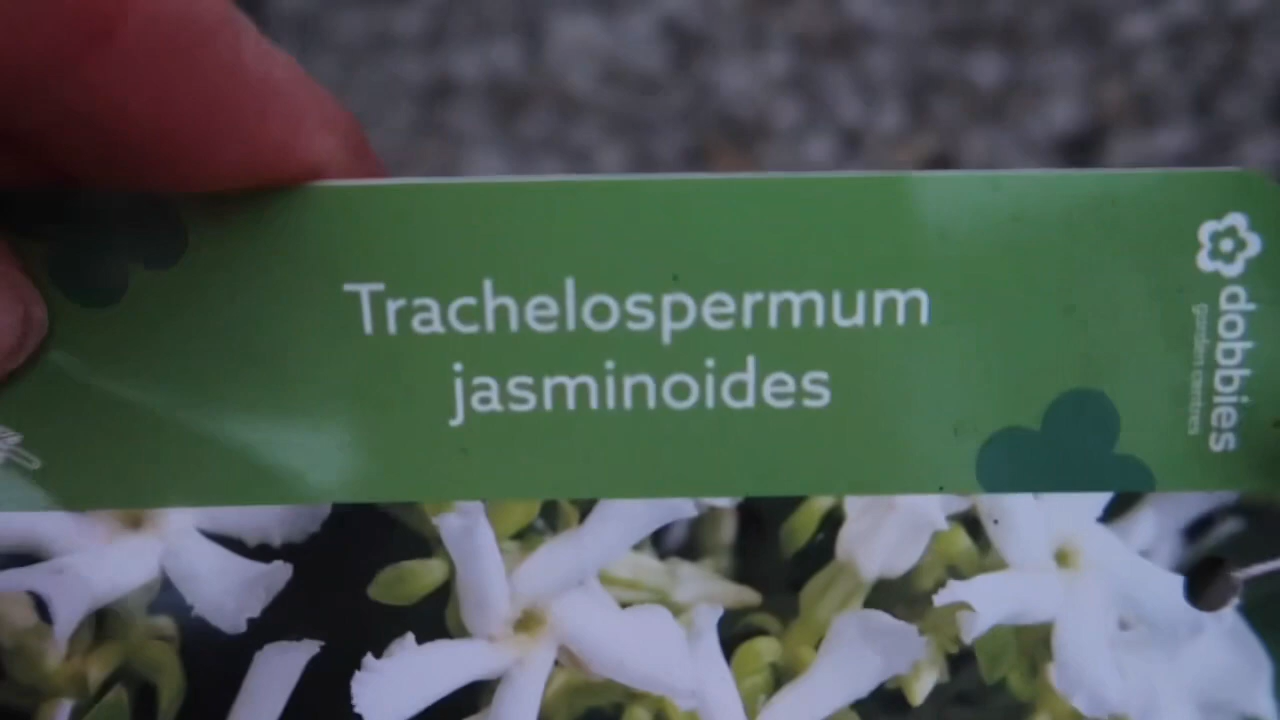 Trachelospermum
jasminoides
dobbies
garden centres